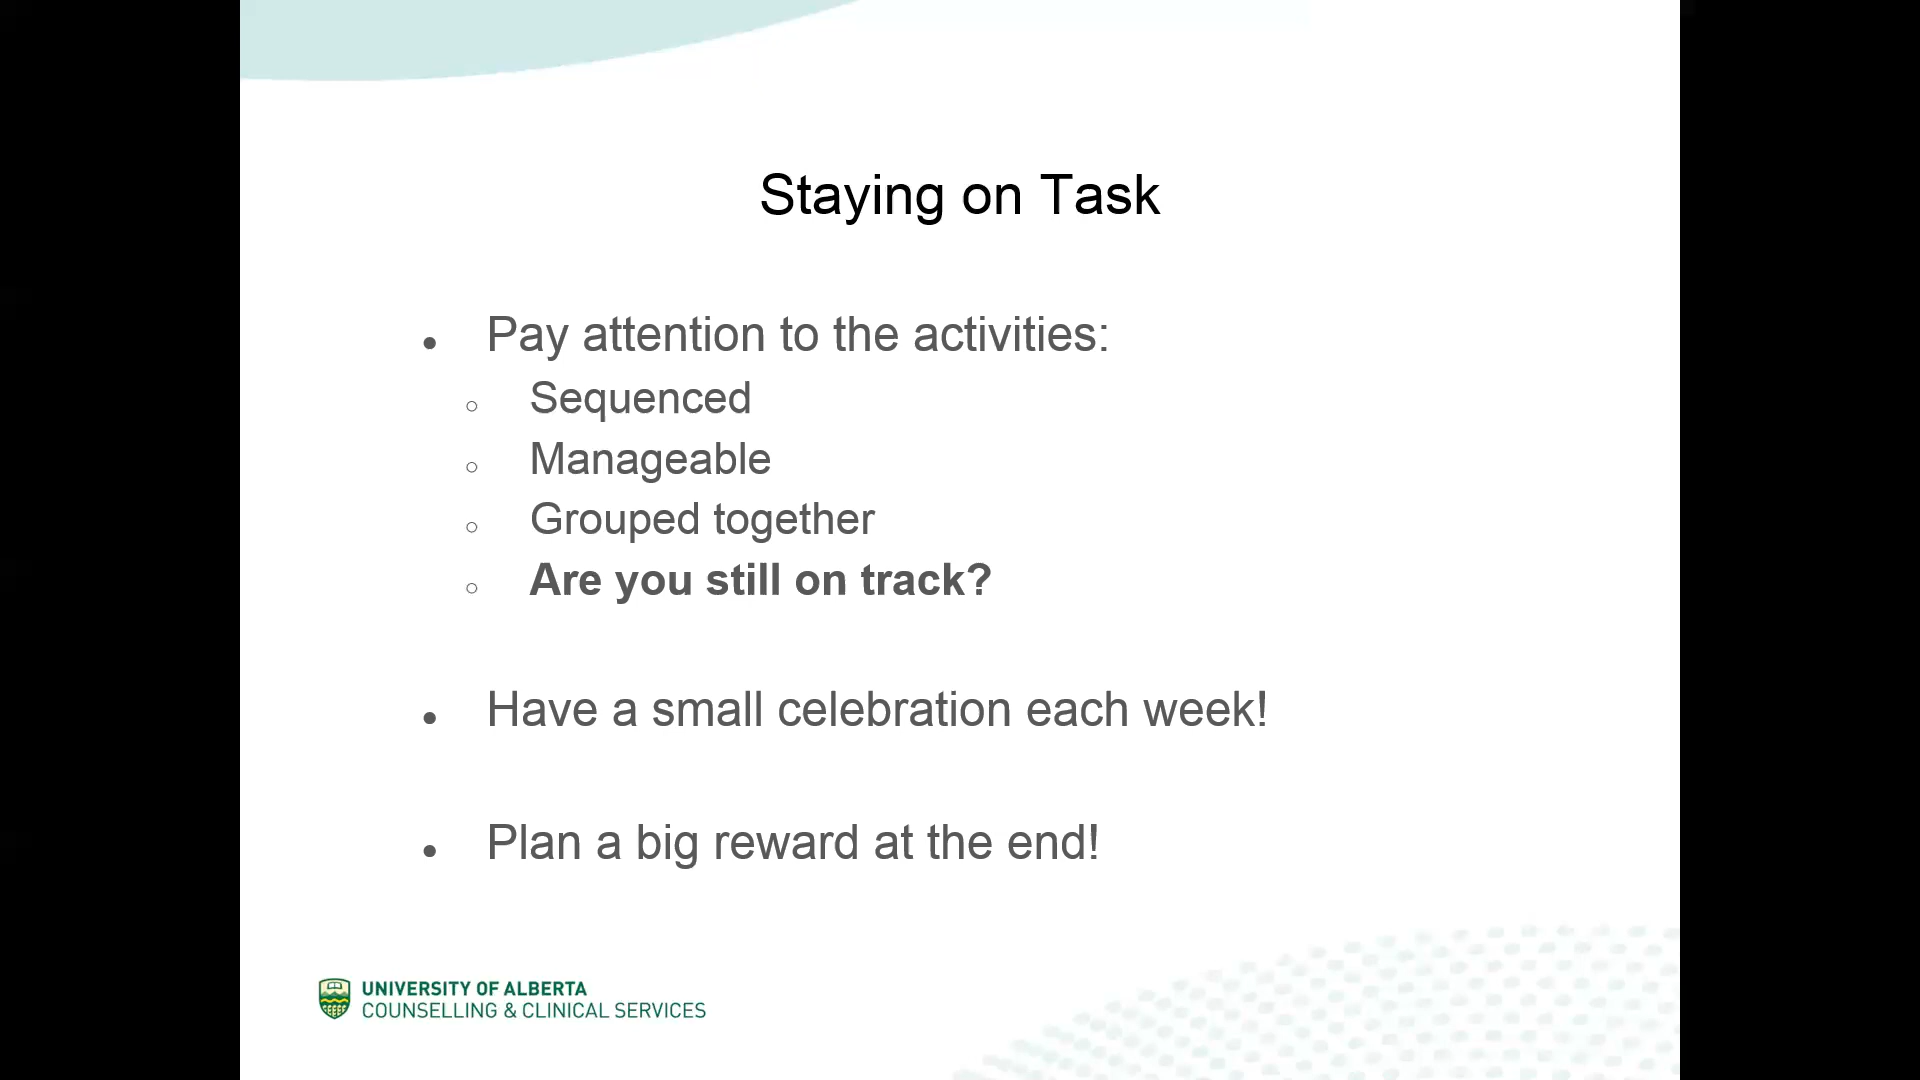 Staying on Task
Pay attention to the activities:
Sequenced
Manageable
Grouped together
Are you still on track?
Have a small celebration each week!
Plan a big reward at the end!
UNIVERSITY OF ALBERTA
COUNSELLING & CLINICAL SERVICES